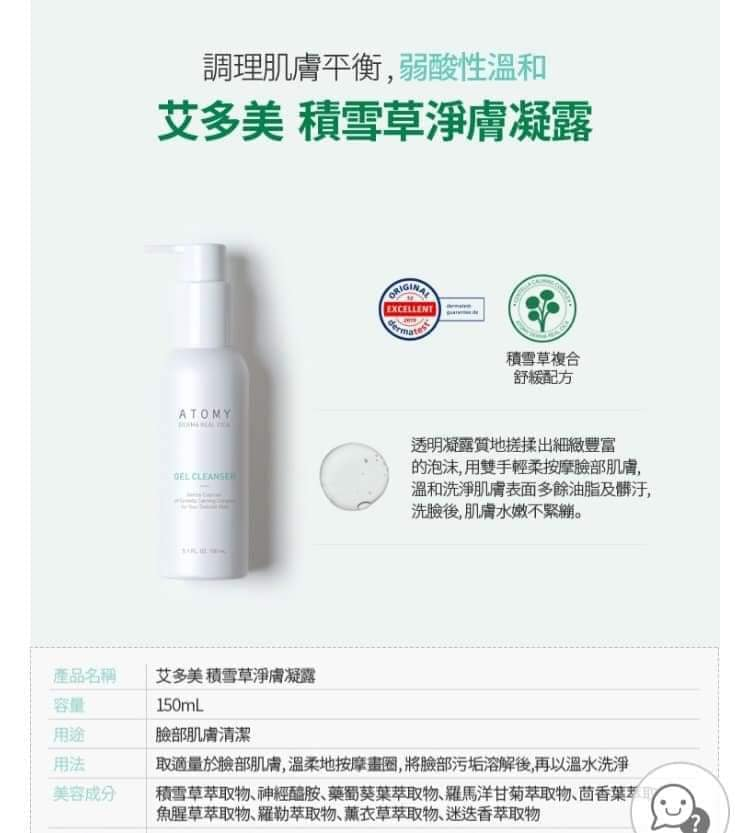 調理肌膚平衡, 弱酸性溫和
艾多美 積雪草淨膚凝露
ORIGINAL
EXCELLENT
dermatest
dermatest
guarantee.de
積雪草複合
舒緩配方
ATOMY
DERMA REAL CICA
GEL CLEANSER
透明凝露質地搓揉出細緻豐富
的泡沫, 用雙手輕柔按摩臉部肌膚,
溫和洗淨肌膚表面多餘油脂及髒汙,
洗臉後, 肌膚水嫩不緊繃。
產品名稱 艾多美 積雪草淨膚凝露
容量 150mL
用途 臉部肌膚清潔
用法 取適量於臉部肌膚, 溫柔地按摩畫圈, 將臉部污垢溶解後,再以溫水洗淨
美容成分 積雪草萃取物、神經醯胺、藥蜀葵葉萃取物、羅馬洋甘菊萃取物、茴香葉萃取
魚腥草萃取物、羅勒萃取物、薰衣草萃取物、迷迭香萃取物
?